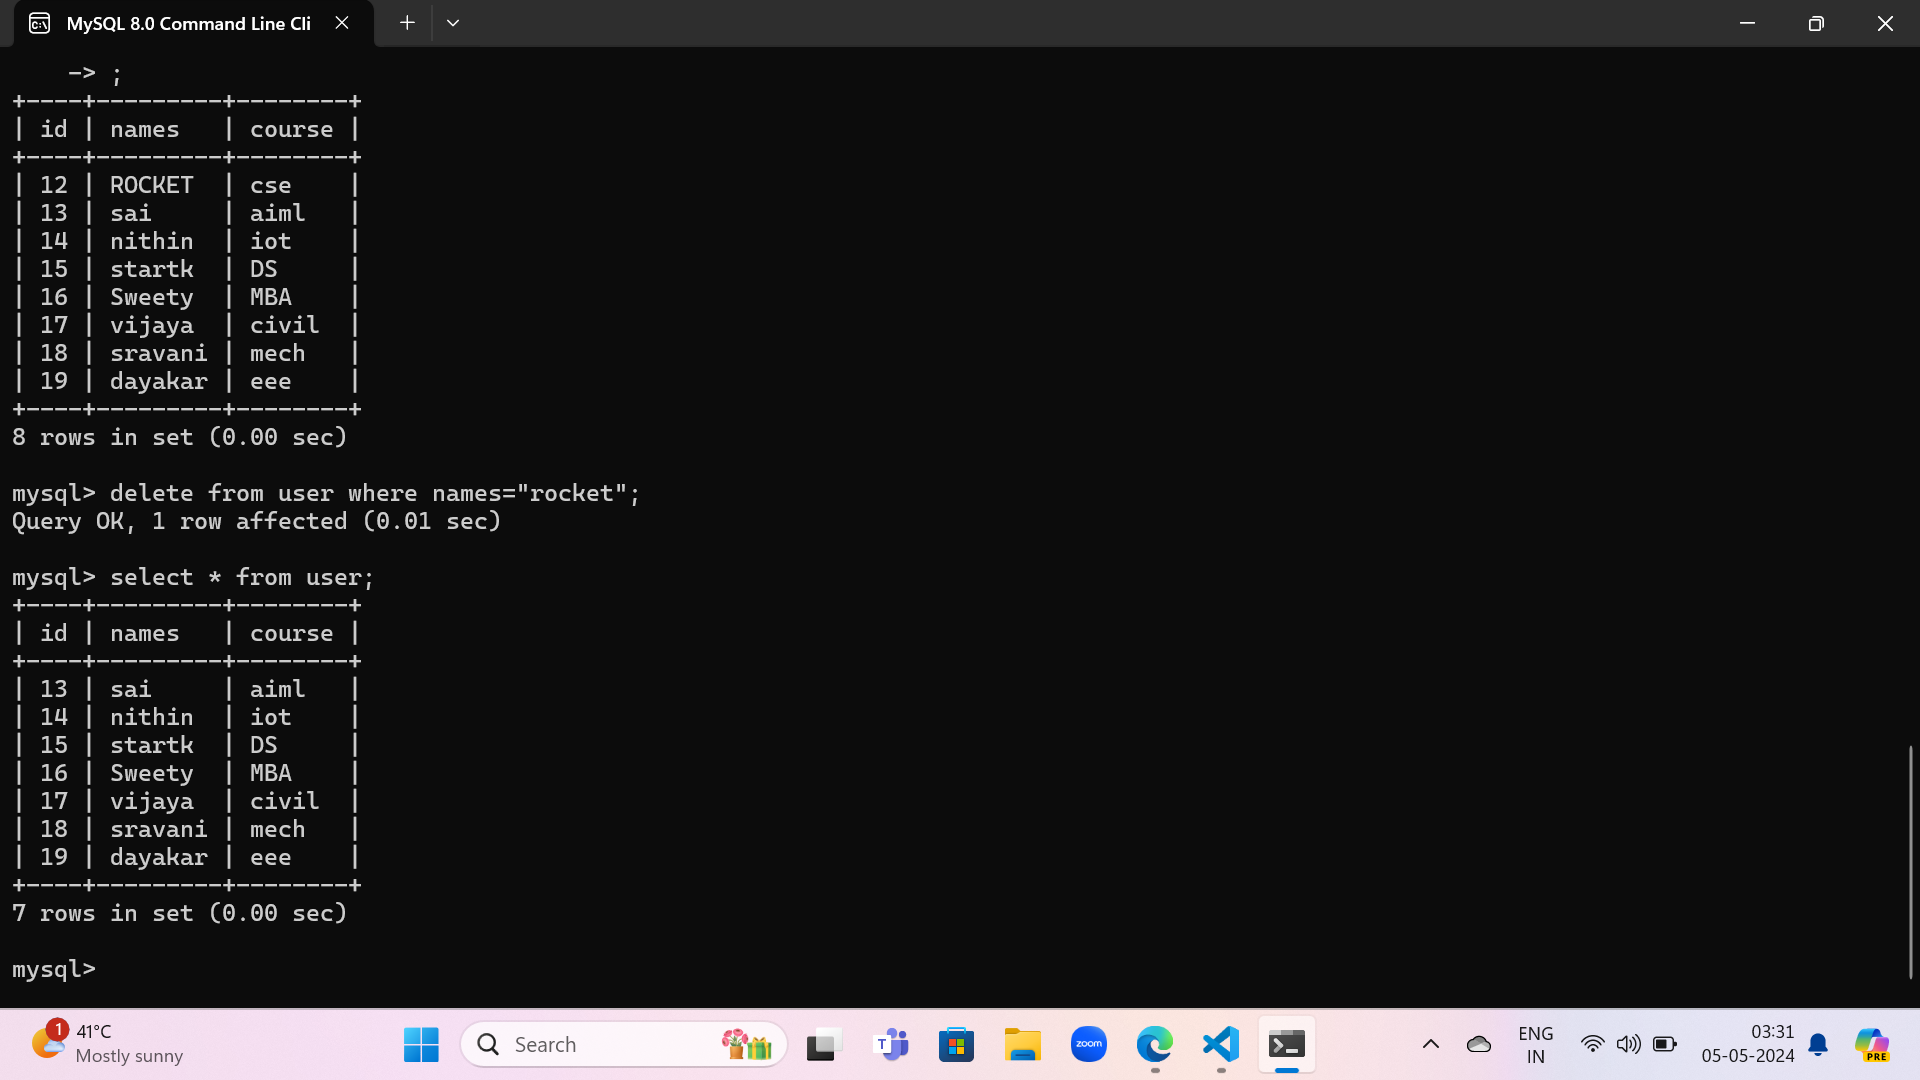 MySQL 8.0 Command Line Cli
-> ;
+----+---------+--------+
| id | names   | course |
+----+---------+--------+
| 12 | ROCKET  | cse    |
| 13 | sai     | aiml   |
| 14 | nithin  | iot    |
| 15 | startk  | DS     |
| 16 | Sweety  | MBA    |
| 17 | vijaya  | civil  |
| 18 | sravani | mech   |
| 19 | dayakar | eee    |
+----+---------+--------+
8 rows in set (0.00 sec)
mysql> delete from user where names="rocket";
Query OK, 1 row affected (0.01 sec)
mysql> select * from user;
+----+---------+--------+
| id | names   | course |
+----+---------+--------+
| 13 | sai     | aiml   |
| 14 | nithin  | iot    |
| 15 | startk  | DS     |
| 16 | Sweety  | MBA    |
| 17 | vijaya  | civil  |
| 18 | sravani | mech   |
| 19 | dayakar | eee    |
+----+---------+--------+
7 rows in set (0.00 sec)
mysql>
1
41°C
Mostly sunny
Search
T
zoom
ENG
IN
03:31
05-05-2024
PRE